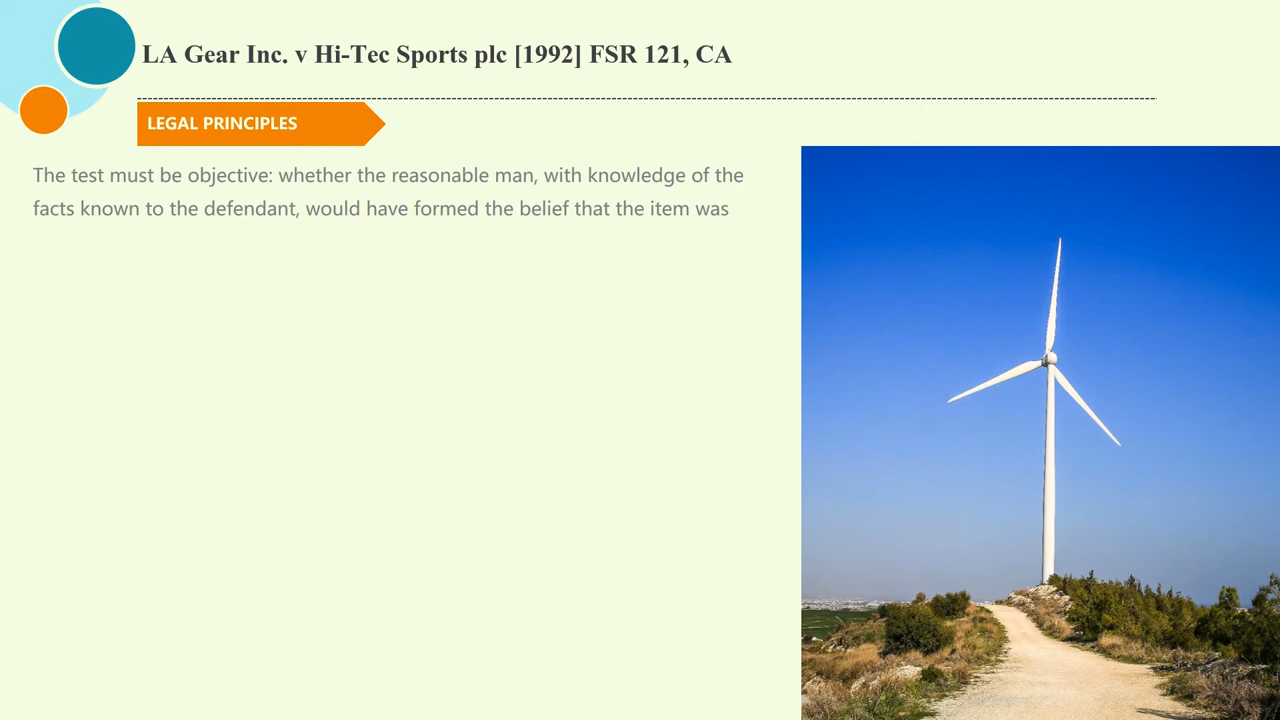 LA Gear Inc. v Hi-Tec Sports plc [1992] FSR 121, CA
LEGAL PRINCIPLES
The test must be objective: whether the reasonable man, with knowledge of the
facts known to the defendant, would have formed the belief that the item was